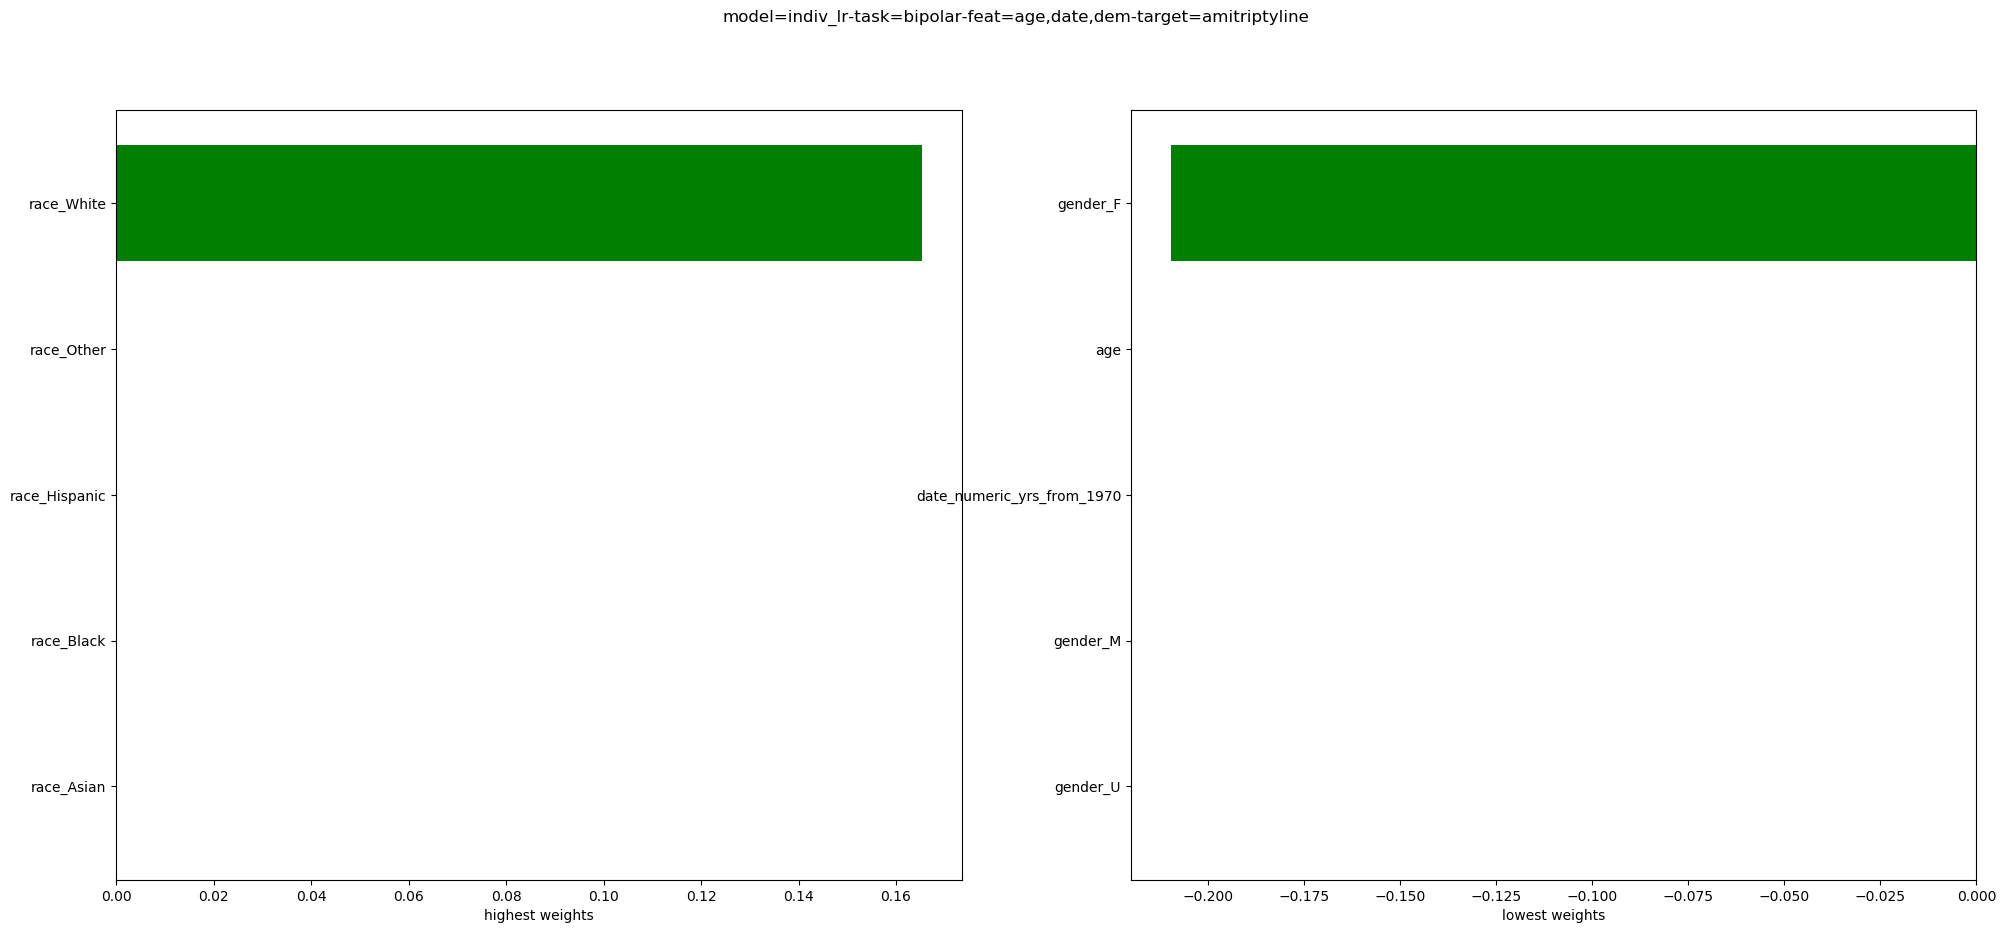 model=indiv_lr-task=bipolar-feat=age,date,dem-target=amitriptyline
race_White
race_Other
race_Hispanic
race_Black
race_Asian
0.00 0.02 0.04 0.06 0.08 0.10 0.12 0.14 0.16
highest weights
gender_F
age
date_numeric_yrs_from_1970
gender_M
gender_U
−0.200 −0.175 −0.150 −0.125 −0.100 −0.075 −0.050 −0.025 0.000
lowest weights